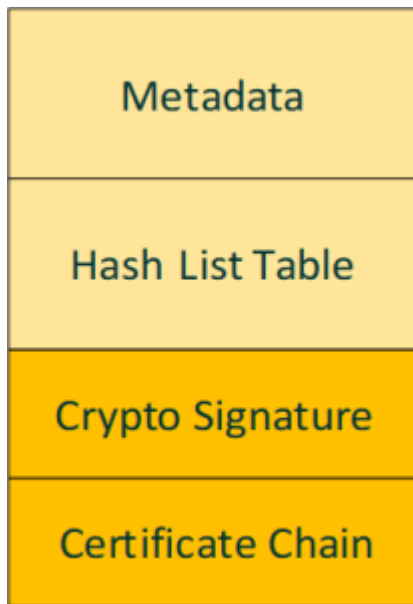 Metadata
Hash List Table
Crypto Signature
Certificate Chain